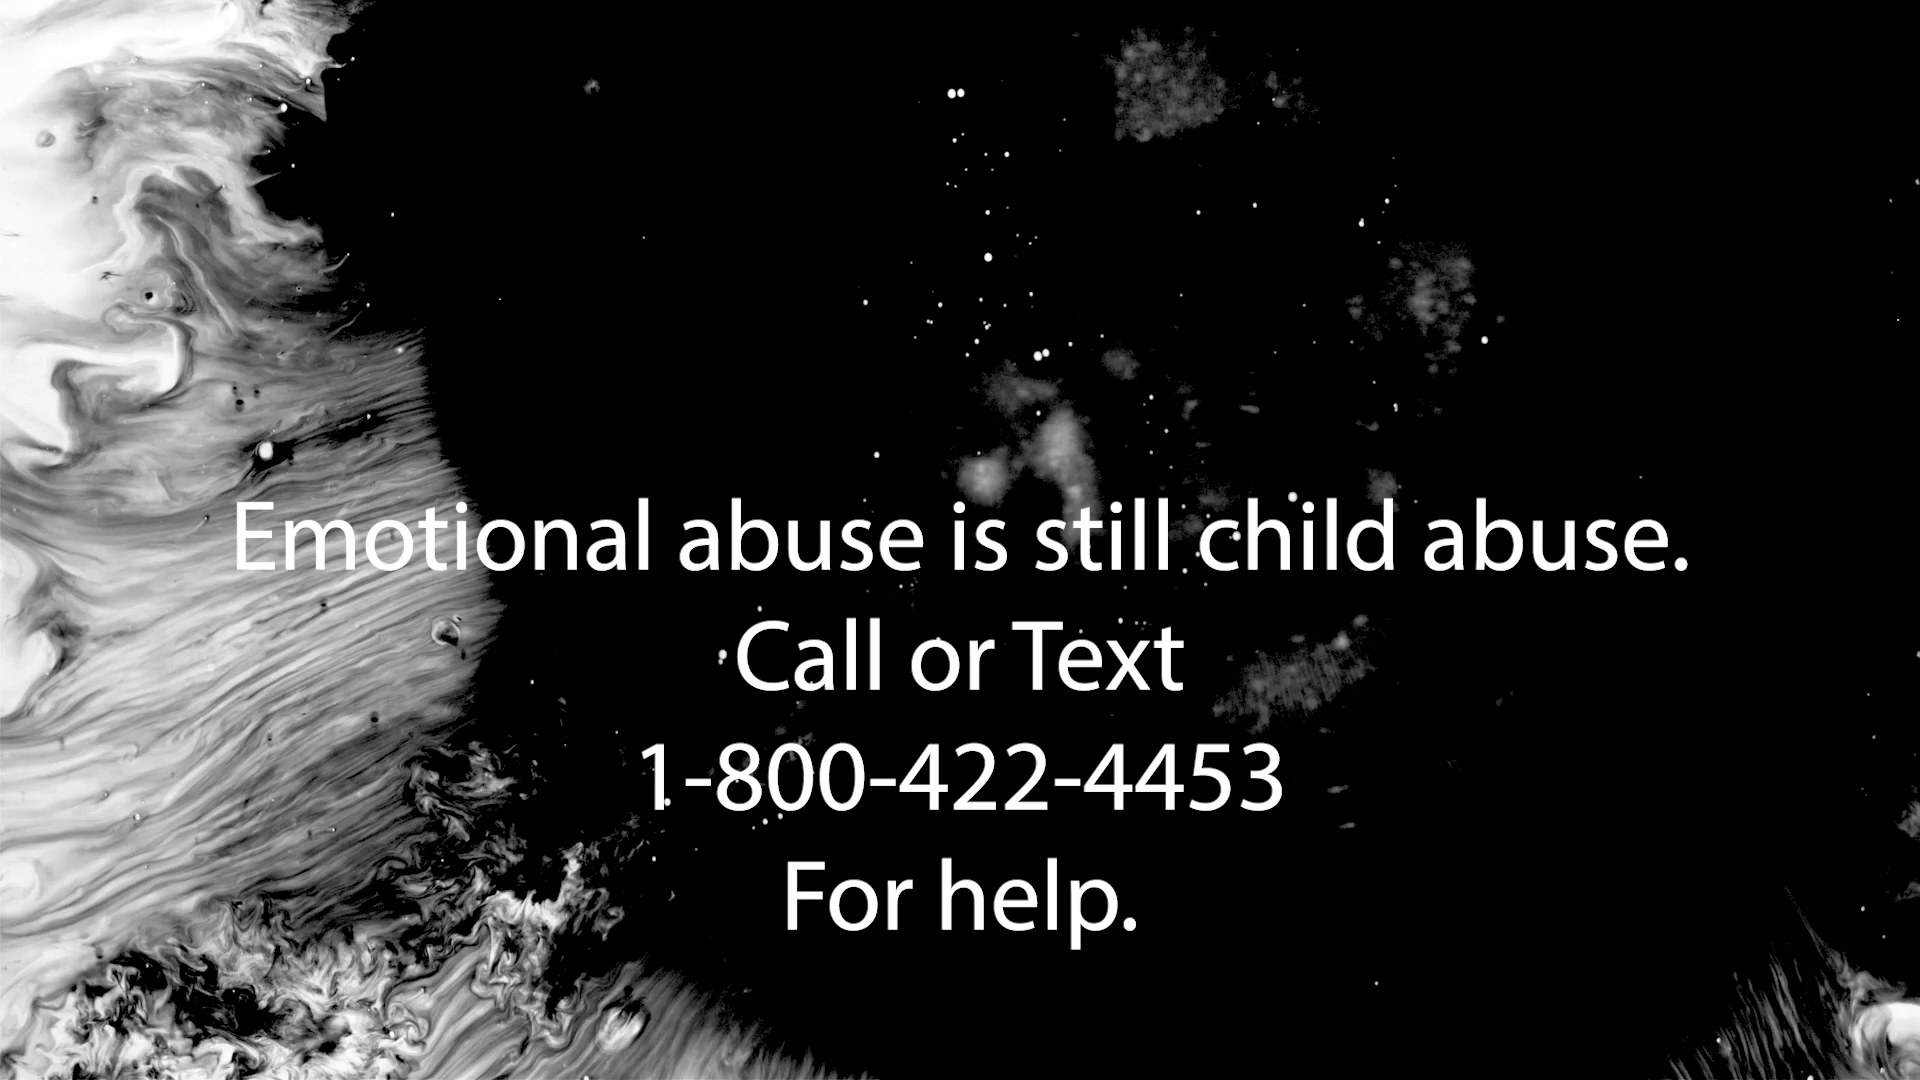 Emotional abuse is still child abuse.
Call or Text
1-800-422-4453
For help.